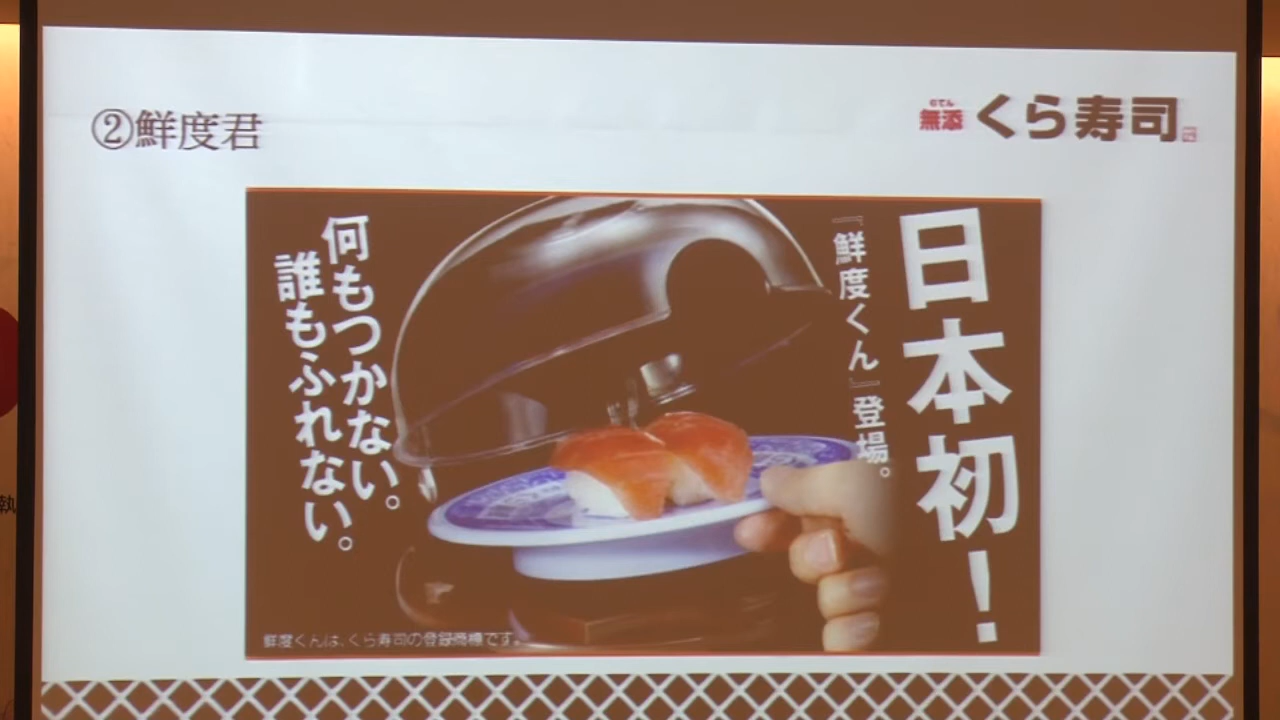 ②鮮度君
むてん
無添 くら寿司
日本初！
『鮮度くん』登場。
何もつかない。
誰もふれない。
鮮度くんは、くら寿司の登録商標です。
執